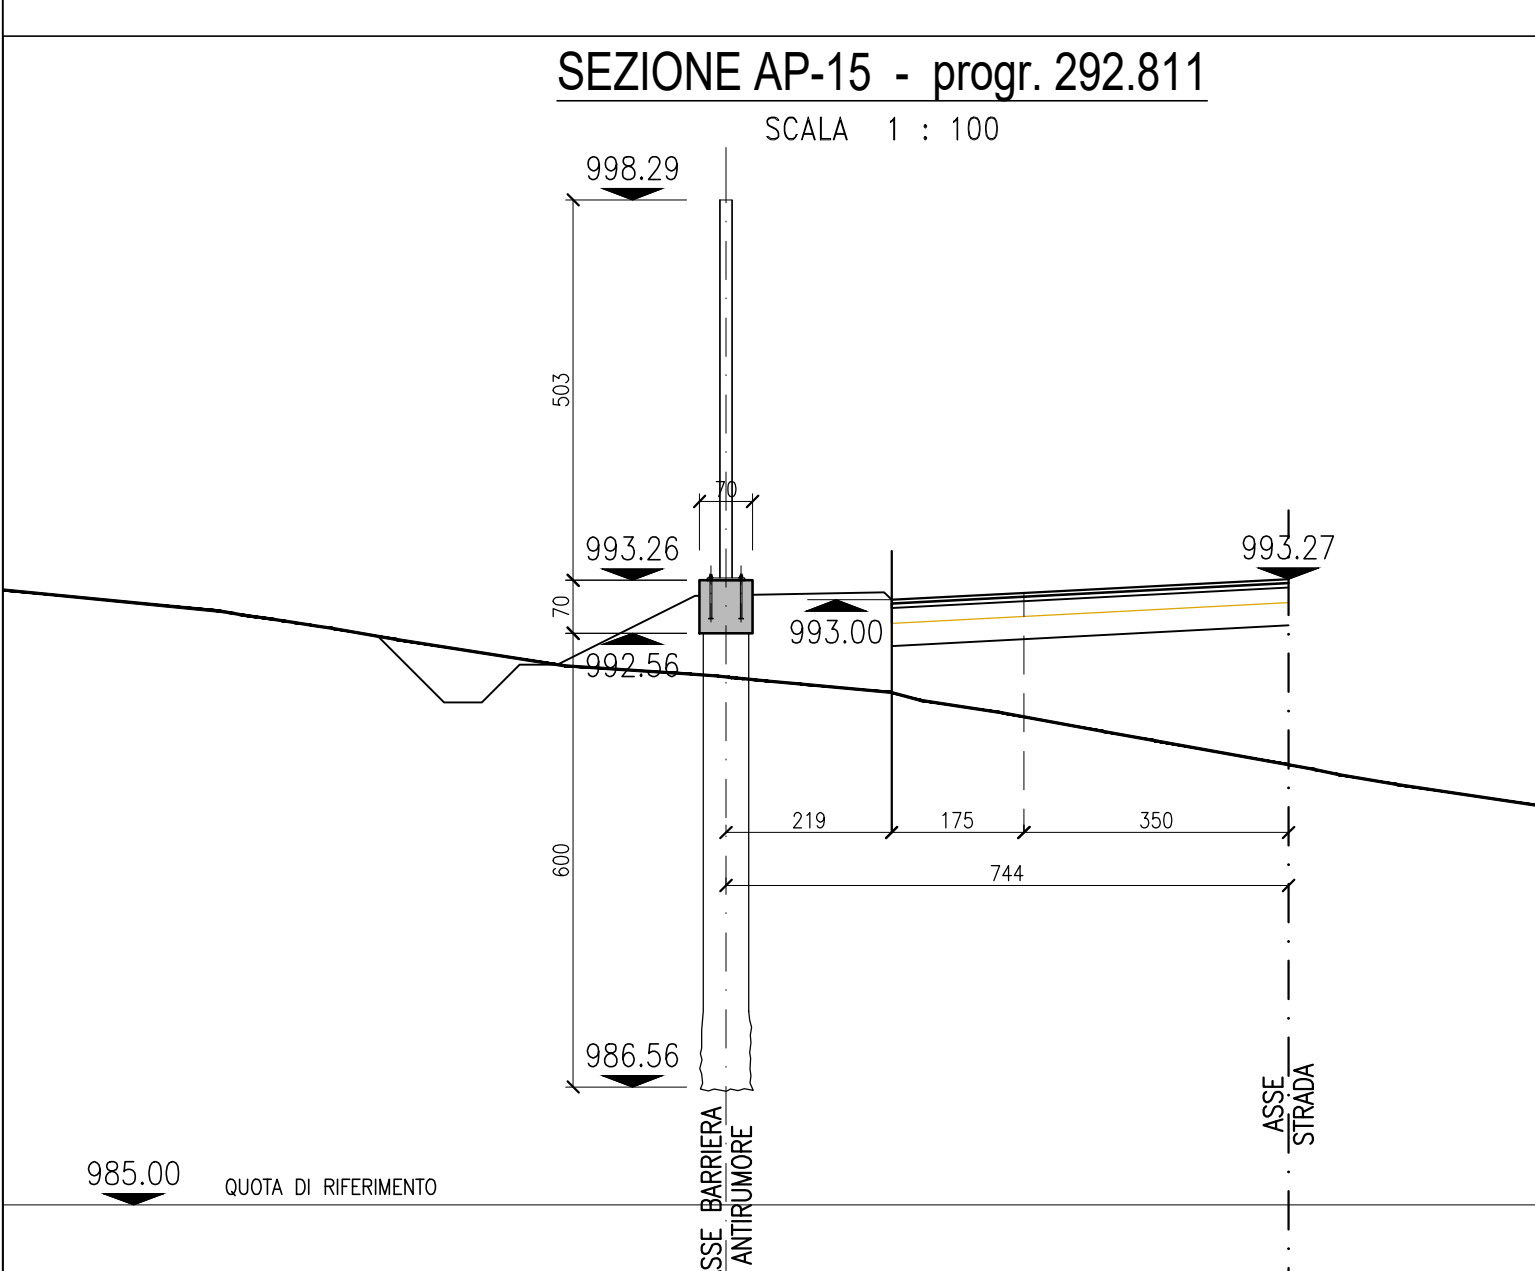 SEZIONE AP-15 - progr. 292.811
SCALA 1 : 100
998.29
503
70
993.26
993.27
70
993.00
992.56
219
175
350
600
744
986.56
ASSE
STRADA
985.00
QUOTA DI RIFERIMENTO
BARRIERA
ANTIRUMORE